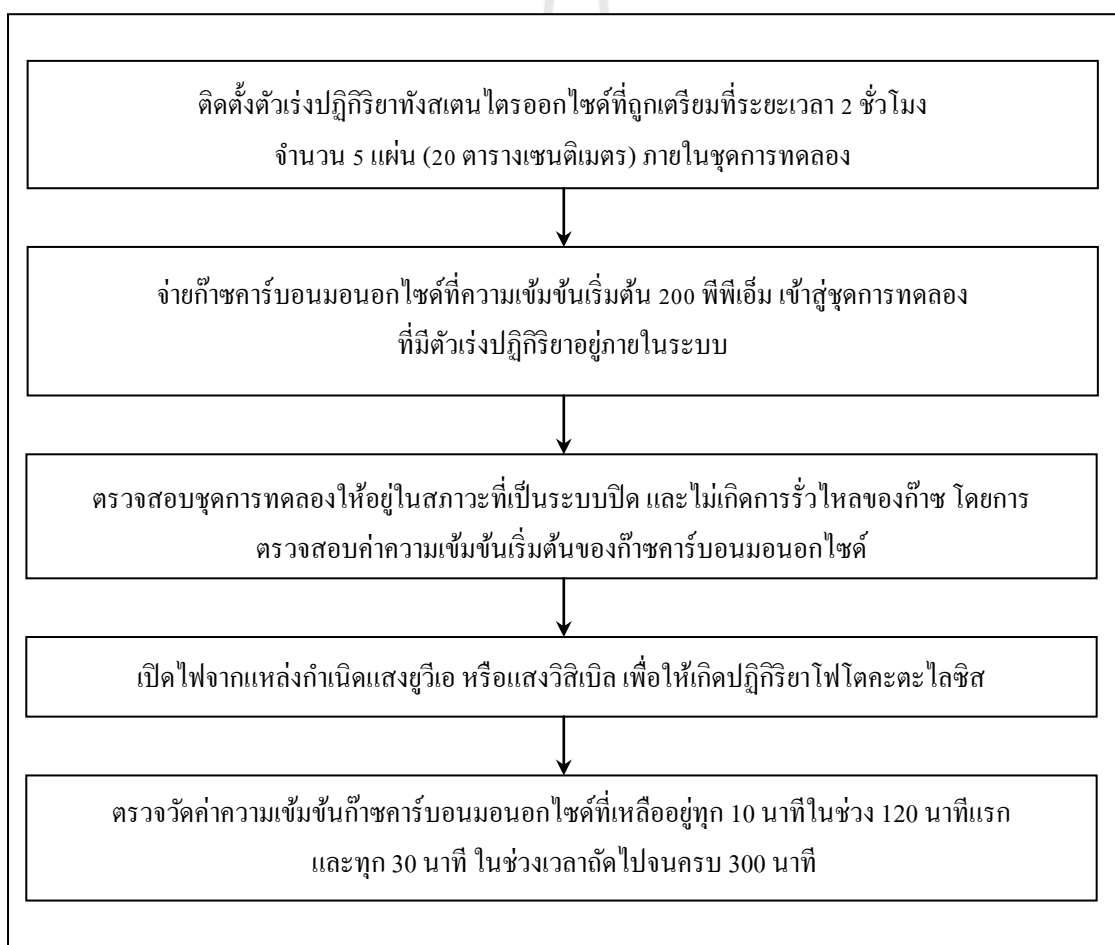 ติดตั้งตัวเร่งปฏิกิริยาทังสเตนไตรออกไซด์ที่ถูกเตรียมที่ระยะเวลา 2 ชั่วโมง
จำนวน 5 แผ่น (20 ตารางเซนติเมตร) ภายในชุดการทดลอง
จ่ายก๊าซคาร์บอนมอนอกไซด์ที่ความเข้มข้นเริ่มต้น 200 พีพีเอ็ม เข้าสู่ชุดการทดลอง
ที่มีตัวเร่งปฏิกิริยาอยู่ภายในระบบ
ตรวจสอบชุดการทดลองให้อยู่ในสภาวะที่เป็นระบบปิด และไม่เกิดการรั่วไหลของก๊าซ โดยการ
ตรวจสอบค่าความเข้มข้นเริ่มต้นของก๊าซคาร์บอนมอนอกไซด์
เปิดไฟจากแหล่งกำเนิดแสงยูวีเอ หรือแสงวิสิเบิล เพื่อให้เกิดปฏิกิริยาโฟโตคะตะไลซิส
ตรวจวัดค่าความเข้มข้นก๊าซคาร์บอนมอนอกไซด์ที่เหลืออยู่ทุก 10 นาทีในช่วง 120 นาทีแรก
และทุก 30 นาที ในช่วงเวลาถัดไปจนครบ 300 นาที